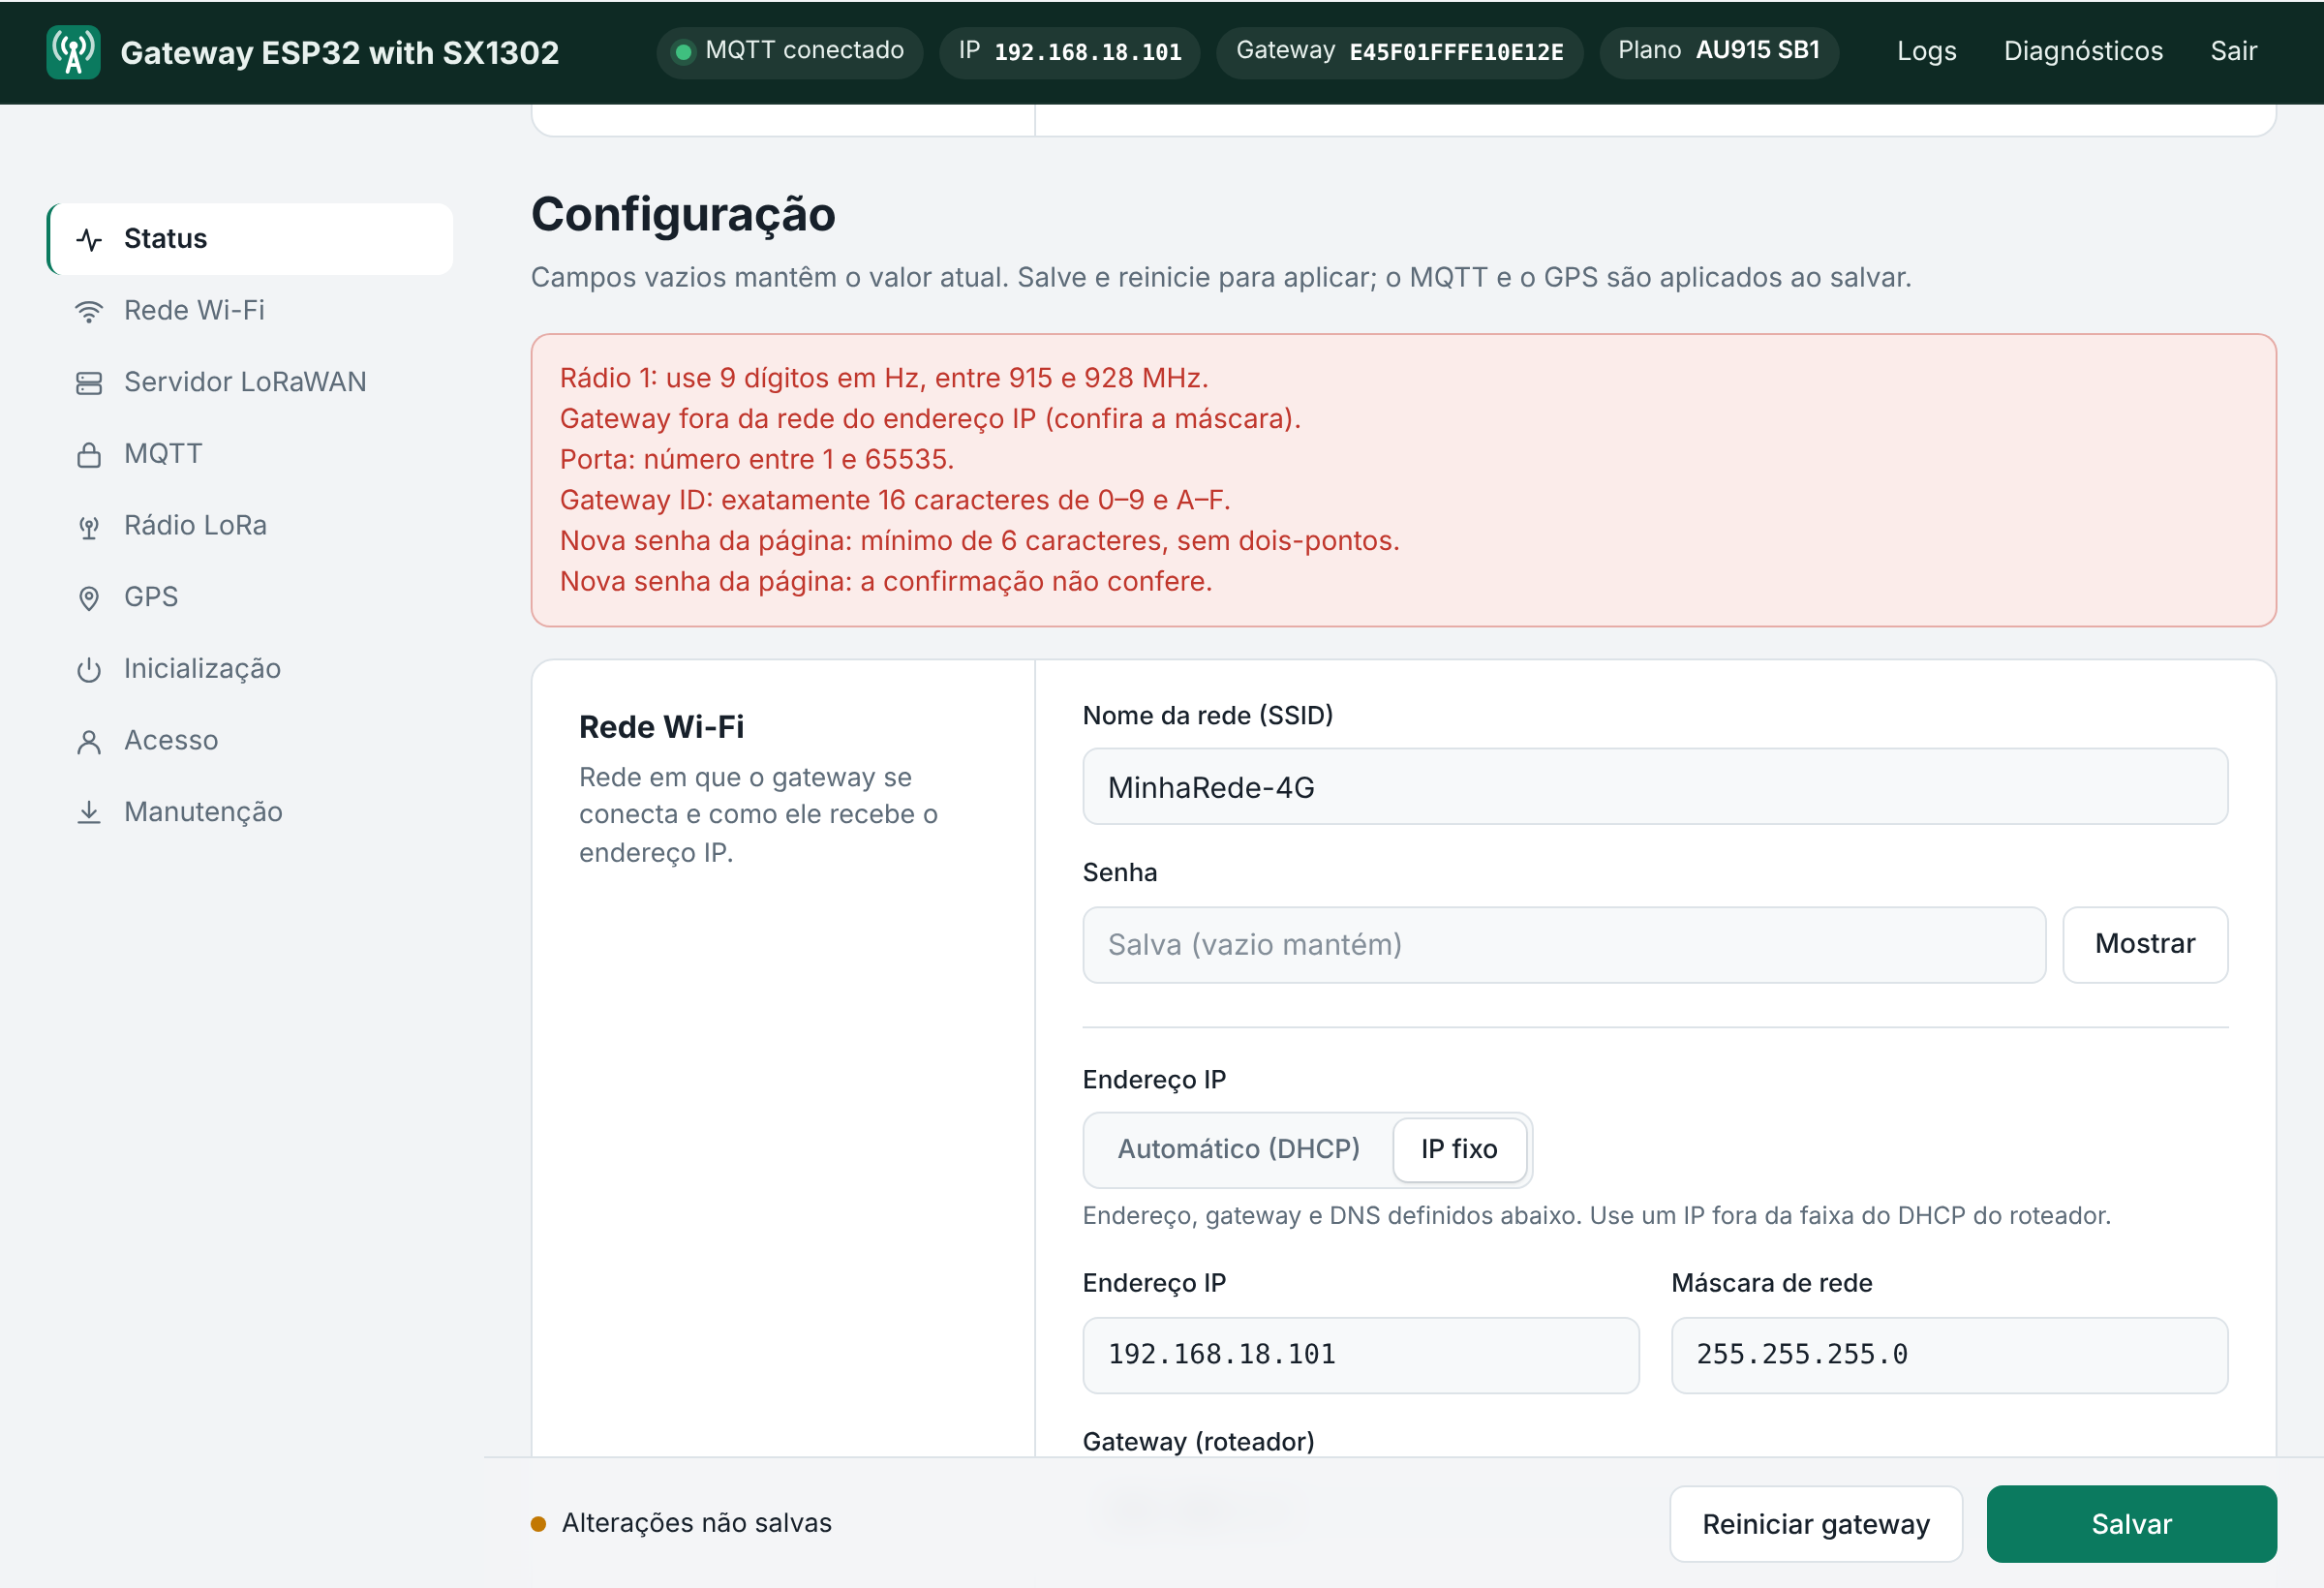 Gateway ESP32 with SX1302
MQTT conectado
IP 192.168.18.101
Gateway E45F01FFFE10E12E
Plano AU915 SB1
Logs
Diagnósticos
Sair
Status
Rede Wi-Fi
Servidor LoRaWAN
MQTT
Rádio LoRa
GPS
Inicialização
Acesso
Manutenção
Configuração
Campos vazios mantêm o valor atual. Salve e reinicie para aplicar; o MQTT e o GPS são aplicados ao salvar.
Rádio 1: use 9 dígitos em Hz, entre 915 e 928 MHz.
Gateway fora da rede do endereço IP (confira a máscara).
Porta: número entre 1 e 65535.
Gateway ID: exatamente 16 caracteres de 0–9 e A–F.
Nova senha da página: mínimo de 6 caracteres, sem dois-pontos.
Nova senha da página: a confirmação não confere.
Rede Wi-Fi
Rede em que o gateway se
conecta e como ele recebe o
endereço IP.
Nome da rede (SSID)
MinhaRede-4G
Senha
Salva (vazio mantém)
Mostrar
Endereço IP
Automático (DHCP)
IP fixo
Endereço, gateway e DNS definidos abaixo. Use um IP fora da faixa do DHCP do roteador.
Endereço IP
Máscara de rede
192.168.18.101
255.255.255.0
Gateway (roteador)
Alterações não salvas
Reiniciar gateway
Salvar